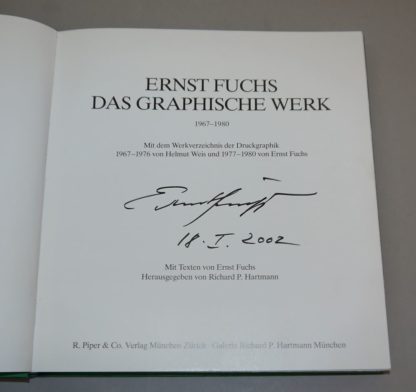 ERNST FUCHS
DAS GRAPHISCHE WERK
1967–1980
Mit dem Werkverzeichnis der Druckgraphik
1967–1976 von Helmut Weis und 1977–1980 von Ernst Fuchs
Ernst Fuchs
18. I. 2002
Mit Texten von Ernst Fuchs
Herausgegeben von Richard P. Hartmann
R. Piper & Co. Verlag München Zürich · Galerie Richard P. Hartmann München